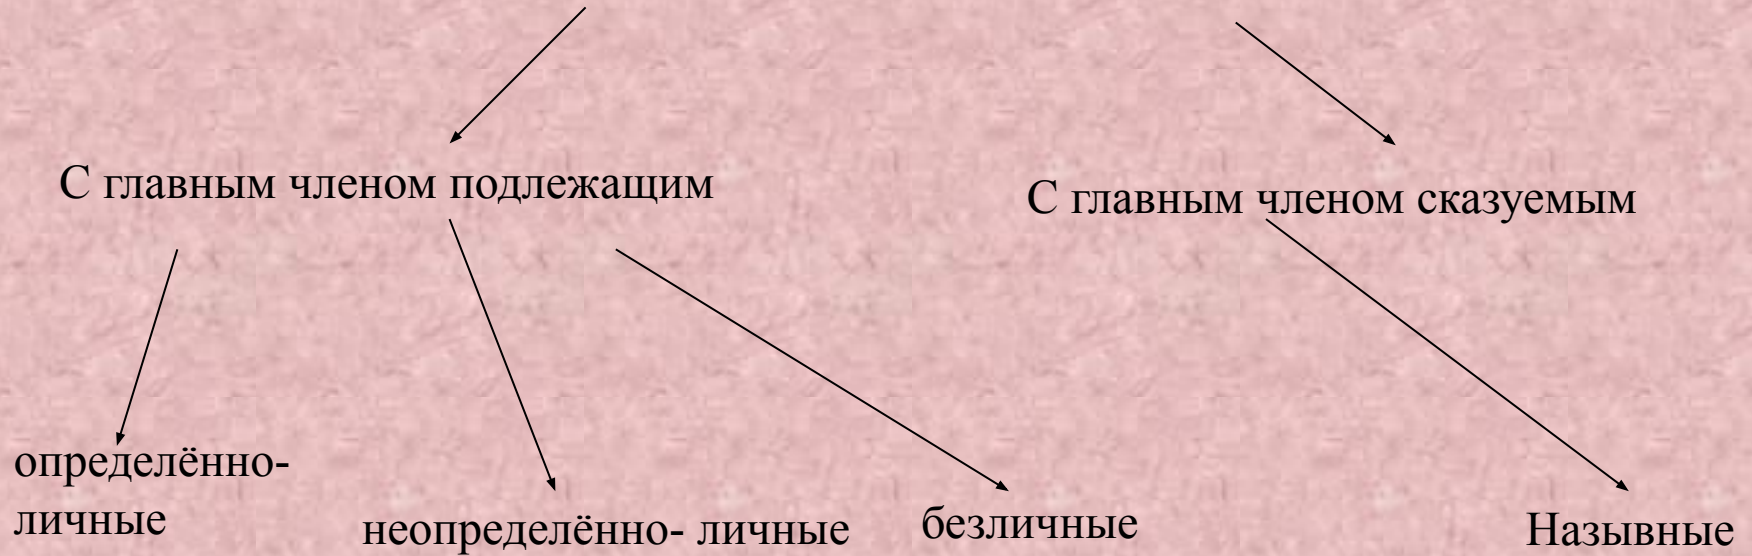 С главным членом подлежащим
С главным членом сказуемым
определённо-
личные
неопределённо- личные
безличные
Назывные